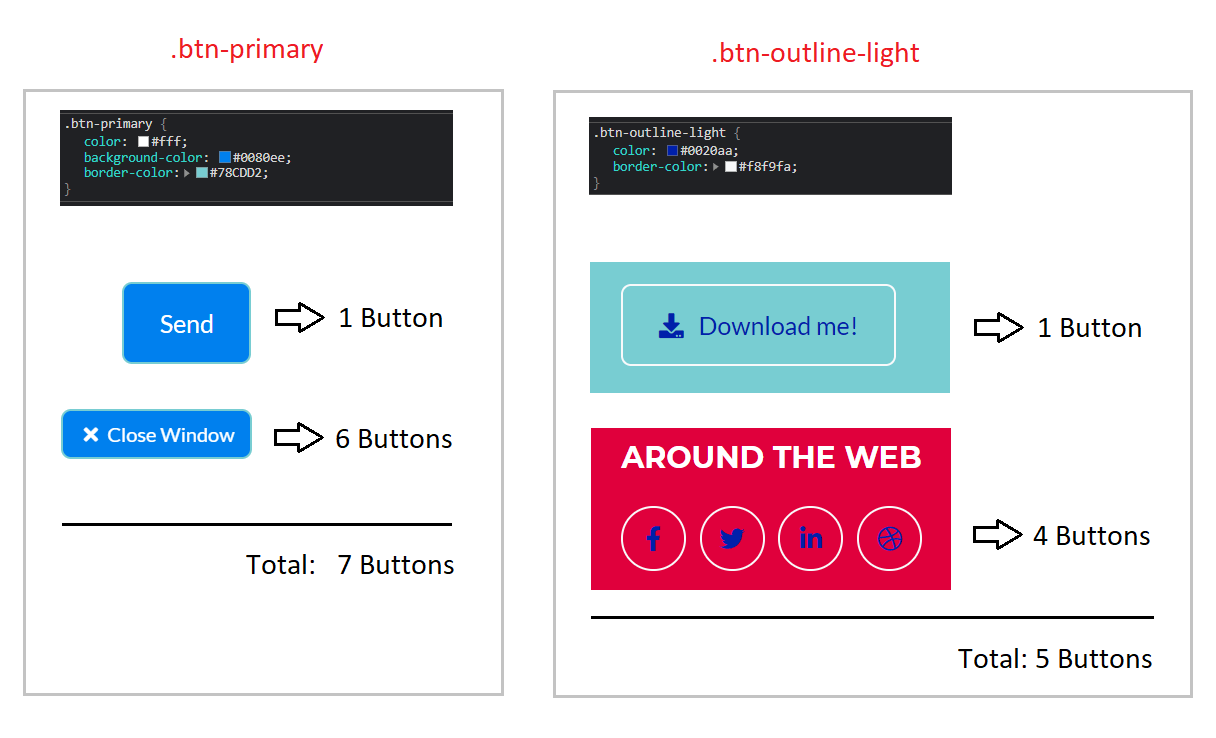 .btn-primary
.btn-primary {
color: #fff;
background-color: #0080ee;
border-color: #78CDD2;
}
Send
1 Button
Close Window
6 Buttons
Total: 7 Buttons
.btn-outline-light
.btn-outline-light {
color: #0020aa;
border-color: #f8f9fa;
}
Download me!
1 Button
AROUND THE WEB
4 Buttons
Total: 5 Buttons